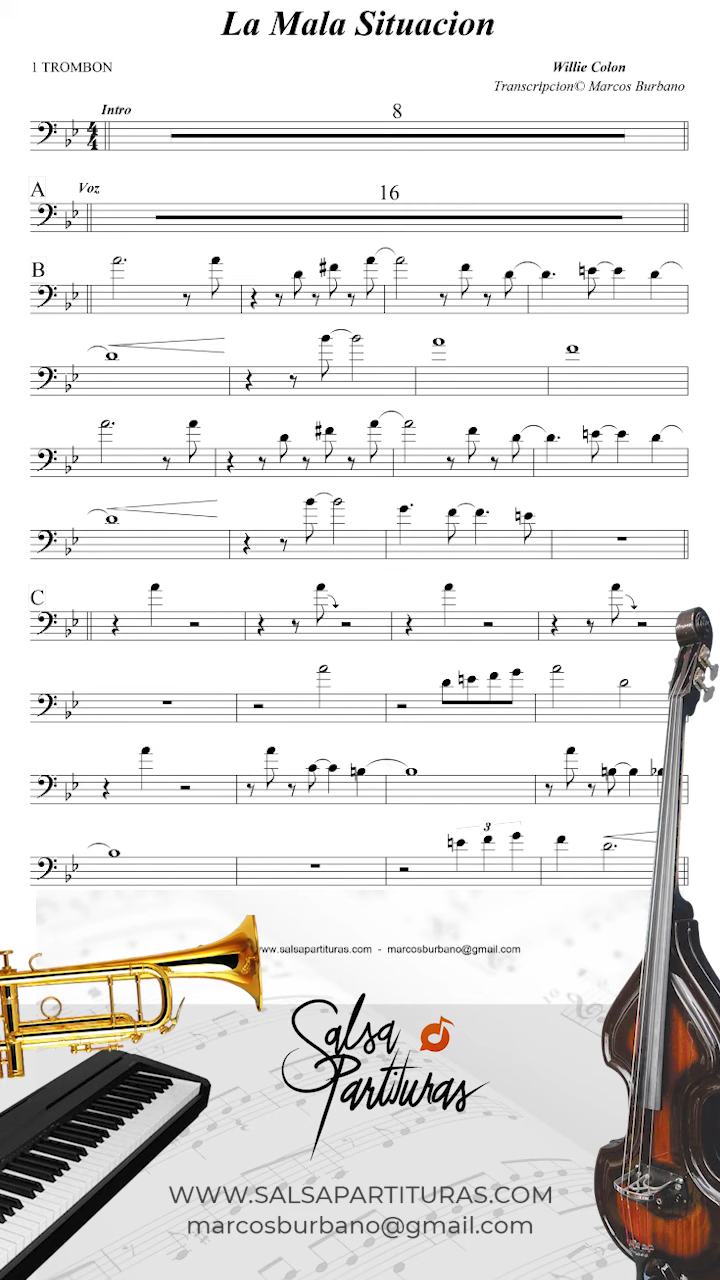 La Mala Situacion
1 TROMBON
Willie Colon
Transcripcion© Marcos Burbano
Intro
8
A
Voz
16
B
C
3
www.salsapartituras.com - marcosburbano@gmail.com
Salsa
Partituras
WWW.SALSAPARTITURAS.COM
marcosburbano@gmail.com